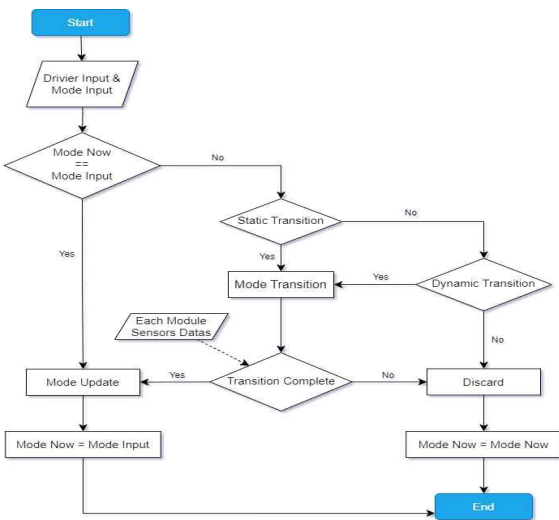 Start
Drivier Input &
Mode Input
Mode Now
==
Mode Input
No
Static Transition
No
Yes
Yes
Mode Transition
Yes
Dynamic Transition
Each Module
Sensors Datas
No
Mode Update
Yes
Transition Complete
No
Discard
Mode Now = Mode Input
Mode Now = Mode Now
End